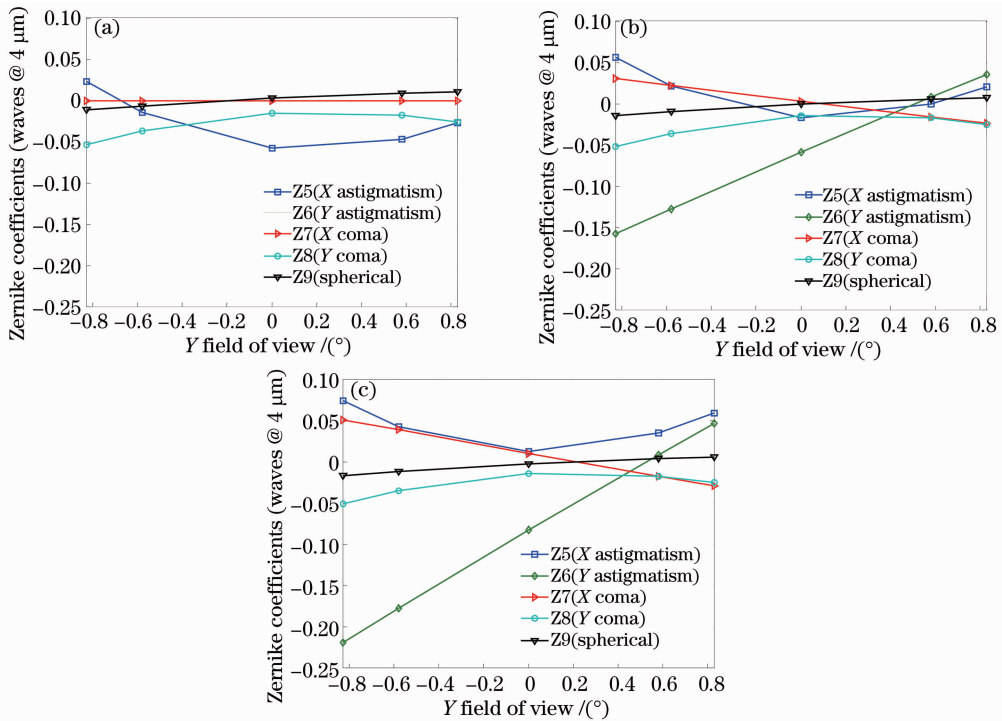 (a)
Zernike coefficients (waves @ 4 μm)
0.10
0.05
0
−0.05
−0.10
−0.15
−0.20
−0.25
Z5(X astigmatism)
Z6(Y astigmatism)
Z7(X coma)
Z8(Y coma)
Z9(spherical)
−0.8 −0.6 −0.4 −0.2 0 0.2 0.4 0.6 0.8
Y field of view /(°)
(b)
Zernike coefficients (waves @ 4 μm)
0.10
0.05
0
−0.05
−0.10
−0.15
−0.20
−0.25
Z5(X astigmatism)
Z6(Y astigmatism)
Z7(X coma)
Z8(Y coma)
Z9(spherical)
−0.8 −0.6 −0.4 −0.2 0 0.2 0.4 0.6 0.8
Y field of view /(°)
(c)
Zernike coefficients (waves @ 4 μm)
0.10
0.05
0
−0.05
−0.10
−0.15
−0.20
−0.25
Z5(X astigmatism)
Z6(Y astigmatism)
Z7(X coma)
Z8(Y coma)
Z9(spherical)
−0.8 −0.6 −0.4 −0.2 0 0.2 0.4 0.6 0.8
Y field of view /(°)